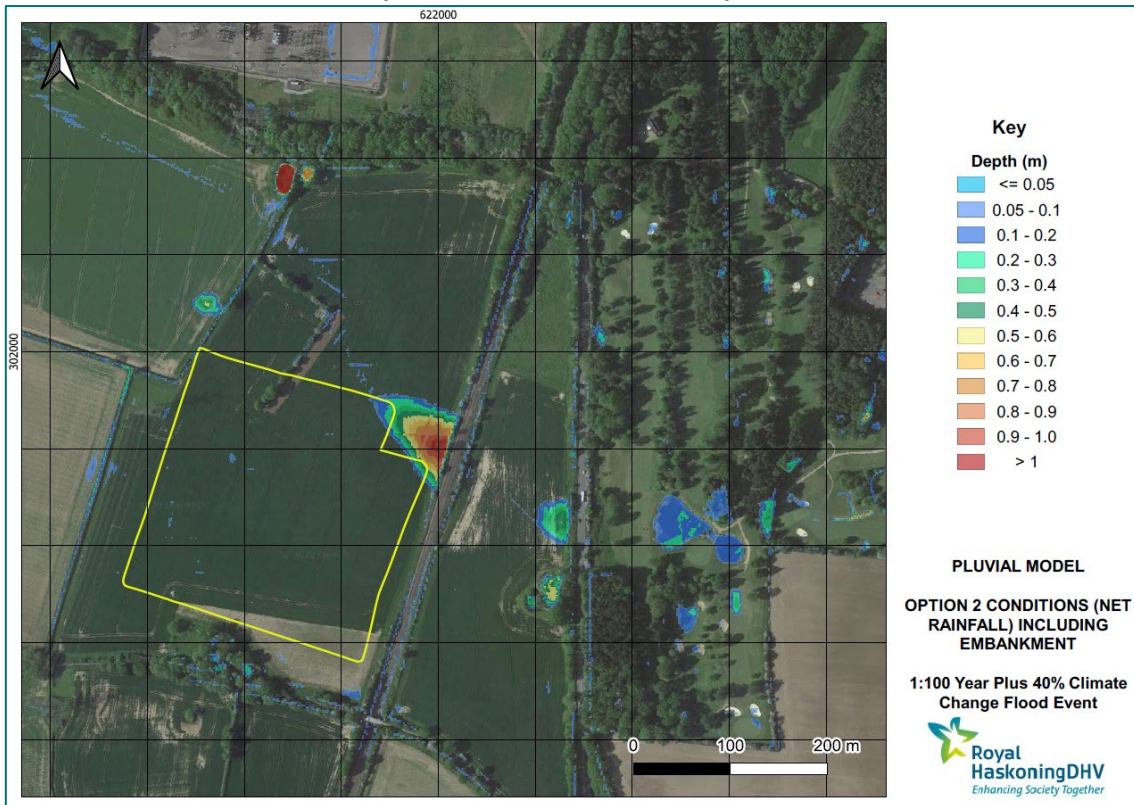 622000
302000
Key
Depth (m)
<= 0.05
0.05 - 0.1
0.1 - 0.2
0.2 - 0.3
0.3 - 0.4
0.4 - 0.5
0.5 - 0.6
0.6 - 0.7
0.7 - 0.8
0.8 - 0.9
0.9 - 1.0
> 1
PLUVIAL MODEL
OPTION 2 CONDITIONS (NET
RAINFALL) INCLUDING
EMBANKMENT
1:100 Year Plus 40% Climate
Change Flood Event
0 100 200 m
Royal
HaskoningDHV
Enhancing Society Together